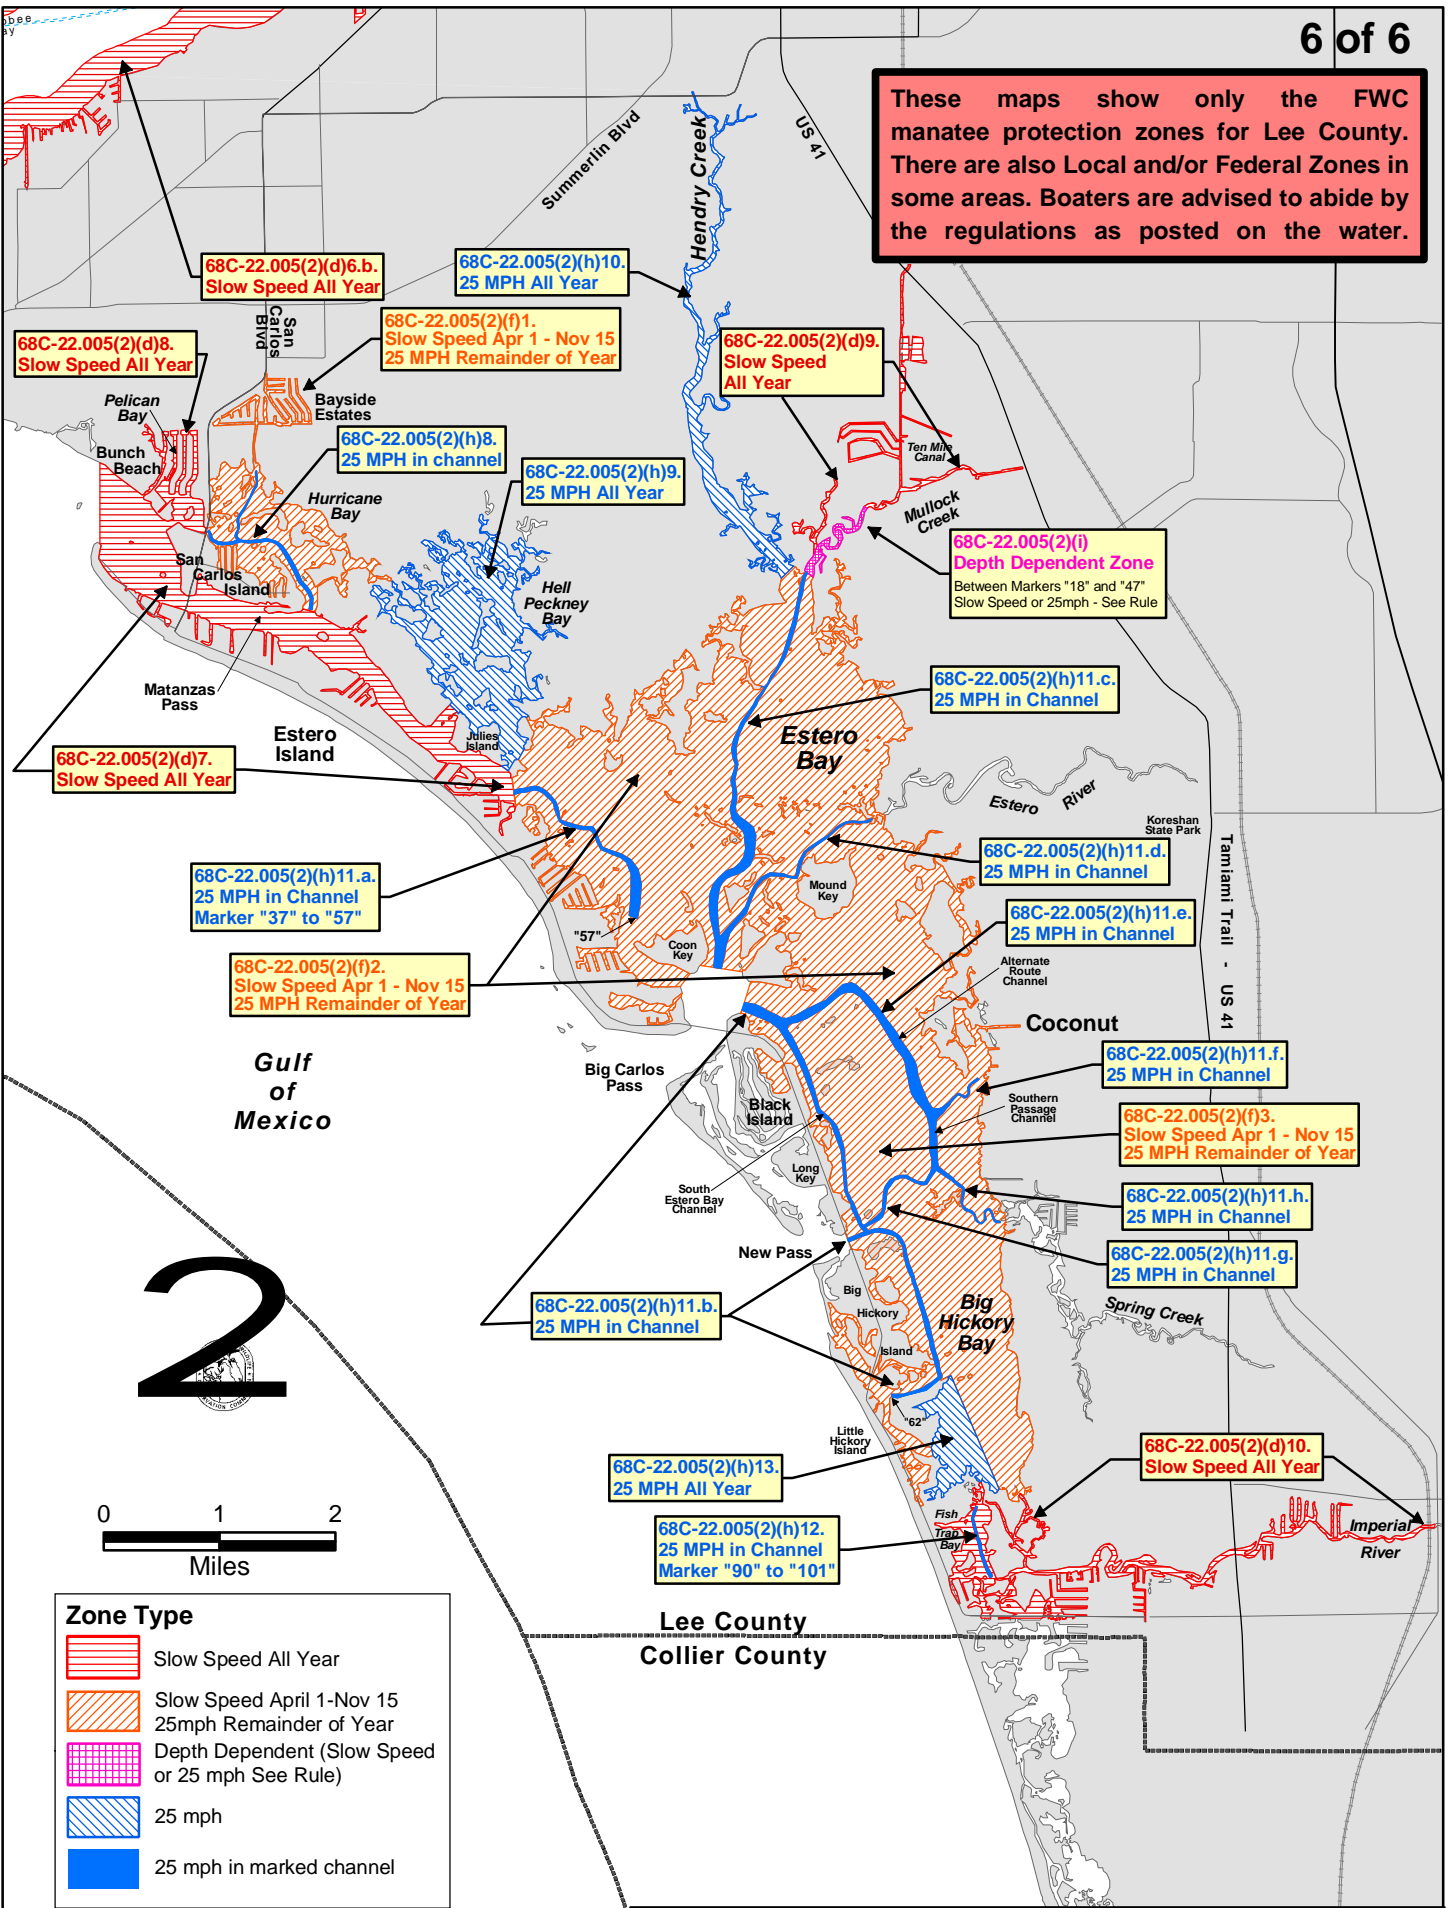 6 of 6
These maps show only the FWC
manatee protection zones for Lee County.
There are also Local and/or Federal Zones in
some areas. Boaters are advised to abide by
the regulations as posted on the water.
Summerlin Blvd
Hendry Creek
US 41
68C-22.005(2)(d)6.b.
Slow Speed All Year
68C-22.005(2)(h)10.
25 MPH All Year
San
Carlos
Blvd
68C-22.005(2)(f)1.
Slow Speed Apr 1 - Nov 15
25 MPH Remainder of Year
68C-22.005(2)(d)8.
Slow Speed All Year
68C-22.005(2)(d)9.
Slow Speed
All Year
Pelican
Bay
Bayside
Estates
Bunch
Beach
68C-22.005(2)(h)8.
25 MPH in channel
68C-22.005(2)(h)9.
25 MPH All Year
Ten Mile
Canal
Hurricane
Bay
Mullock
Creek
68C-22.005(2)(i)
Depth Dependent Zone
Between Markers "18" and "47"
Slow Speed or 25mph - See Rule
San
Carlos
Island
Hell
Peckney
Bay
Matanzas
Pass
68C-22.005(2)(h)11.c.
25 MPH in Channel
Estero
Island
Julies
Island
Estero
Bay
68C-22.005(2)(d)7.
Slow Speed All Year
Estero River
Koreshan
State Park
Tamiami Trail - US 41
68C-22.005(2)(h)11.d.
25 MPH in Channel
68C-22.005(2)(h)11.a.
25 MPH in Channel
Marker "37" to "57"
Mound
Key
68C-22.005(2)(h)11.e.
25 MPH in Channel
"57"
Coon
Key
68C-22.005(2)(f)2.
Slow Speed Apr 1 - Nov 15
25 MPH Remainder of Year
Alternate
Route
Channel
Coconut
Gulf
of
Mexico
Big Carlos
Pass
68C-22.005(2)(h)11.f.
25 MPH in Channel
Black
Island
Southern
Passage
Channel
68C-22.005(2)(f)3.
Slow Speed Apr 1 - Nov 15
25 MPH Remainder of Year
Long
Key
South
Estero Bay
Channel
68C-22.005(2)(h)11.h.
25 MPH in Channel
New Pass
68C-22.005(2)(h)11.g.
25 MPH in Channel
Big
Hickory
Island
68C-22.005(2)(h)11.b.
25 MPH in Channel
Big
Hickory
Bay
Spring Creek
2
"62"
Little
Hickory
Island
68C-22.005(2)(d)10.
Slow Speed All Year
68C-22.005(2)(h)13.
25 MPH All Year
Fish
Trap
Bay
68C-22.005(2)(h)12.
25 MPH in Channel
Marker "90" to "101"
Imperial
River
0 1 2
Miles
Lee County
Collier County
Zone Type
Slow Speed All Year
Slow Speed April 1-Nov 15
25mph Remainder of Year
Depth Dependent (Slow Speed
or 25 mph See Rule)
25 mph
25 mph in marked channel